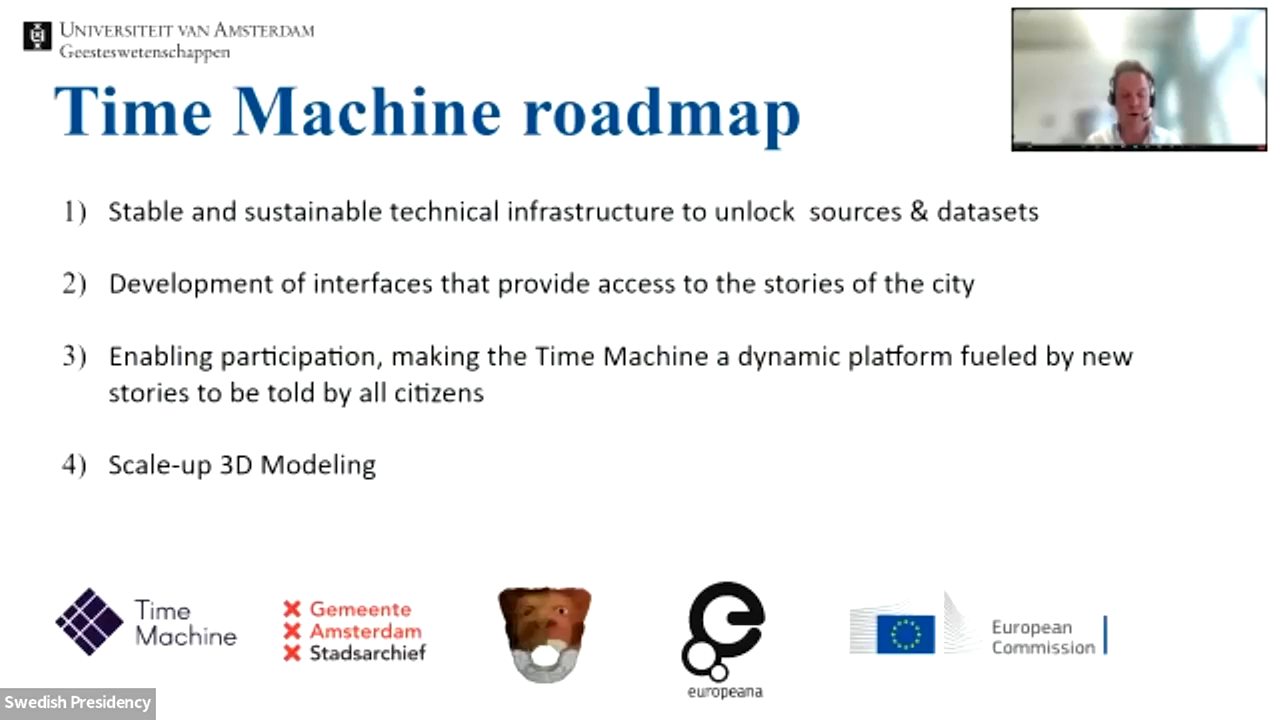 UNIVERSITEIT VAN AMSTERDAM
Geesteswetenschappen
Time Machine roadmap
1) Stable and sustainable technical infrastructure to unlock sources & datasets
2) Development of interfaces that provide access to the stories of the city
3) Enabling participation, making the Time Machine a dynamic platform fueled by new
stories to be told by all citizens
4) Scale-up 3D Modeling
Time
Machine
Gemeente
Amsterdam
Stadsarchief
europeana
European
Commission
Swedish Presidency